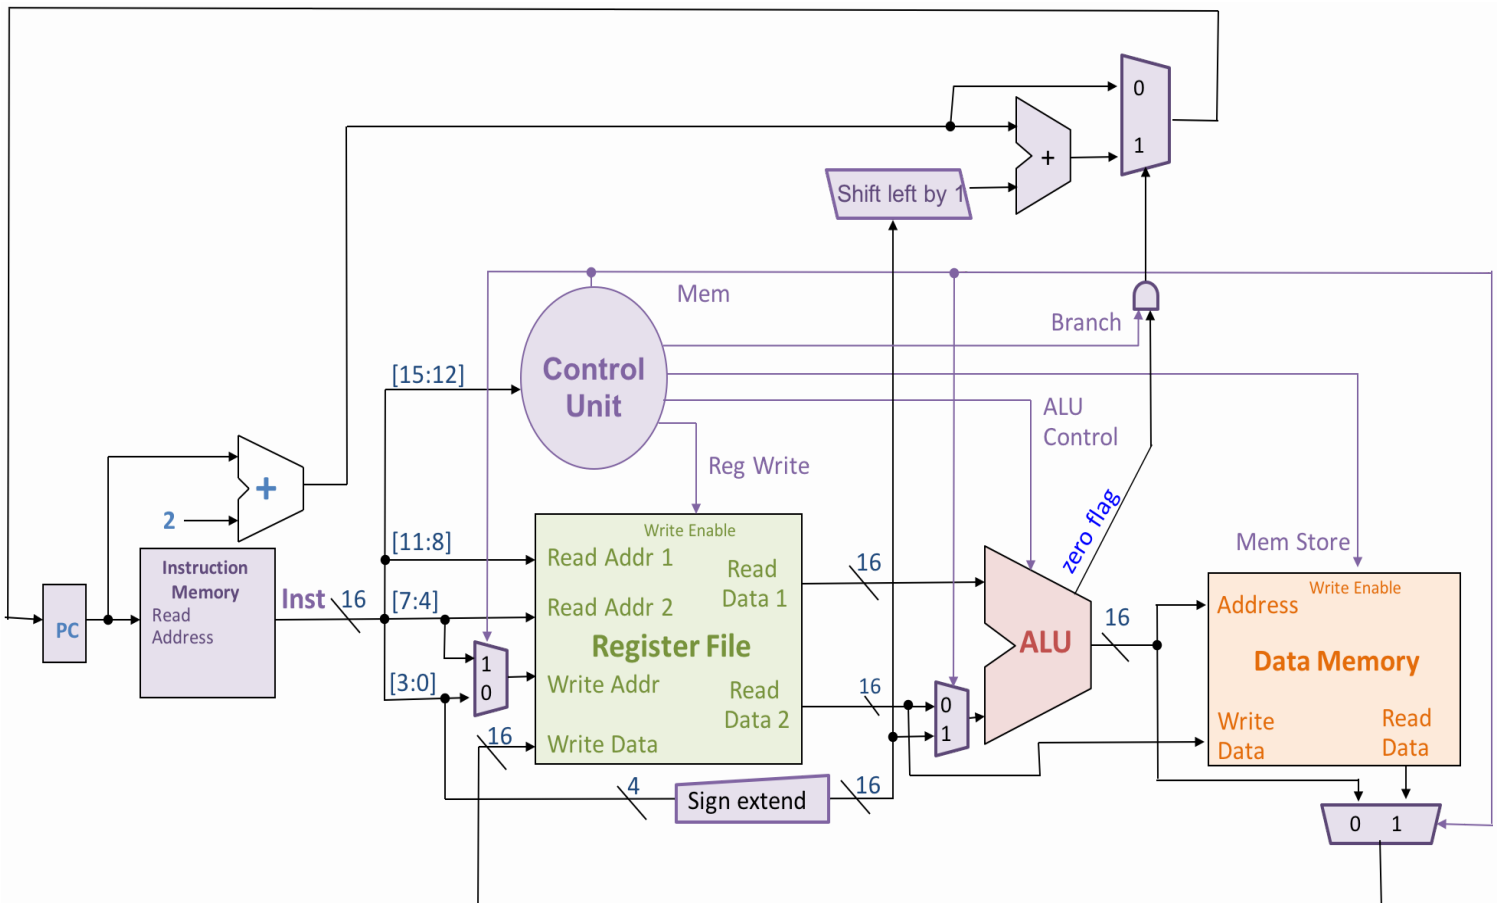 0
1
+
Shift left by 1
Mem
Branch
Control
Unit
[15:12]
ALU
Control
Reg Write
+
2
zero flag
Mem Store
Instruction
Memory
Read
Address
PC
Inst
16
[11:8]
[7:4]
[3:0]
1
0
Write Enable
Read Addr 1
Read
Data 1
Read Addr 2
Register File
Write Addr
Read
Data 2
Write Data
16
16
16
0
1
ALU
16
Write Enable
Address
Data Memory
Write
Data
Read
Data
4
Sign extend
16
0 1